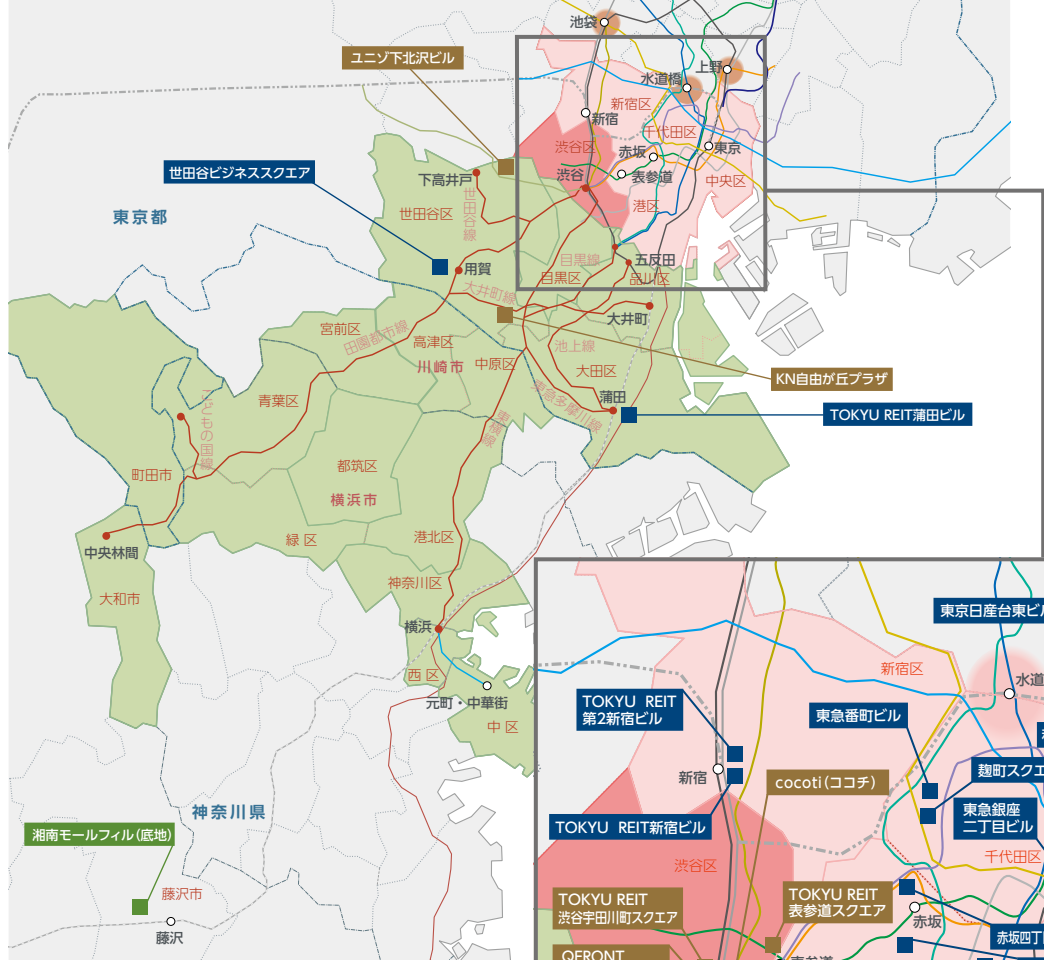 池袋
ユニゾ下北沢ビル
上野
水道橋
新宿区
新宿
千代田区
渋谷区
赤坂
東京
世田谷ビジネススクエア
下高井戸
渋谷
表参道
中央区
世田谷線
世田谷区
港区
東京都
目黒線
五反田
用賀
目黒区
品川区
大井町線
大井町
宮前区
田園都市線
高津区
池上線
川崎市
中原区
大田区
KN自由が丘プラザ
東急多摩川線
蒲田
こどもの国線
青葉区
東横線
TOKYU REIT蒲田ビル
町田市
都筑区
横浜市
緑 区
港北区
中央林間
神奈川区
大和市
横浜
西 区
元町・中華街
中 区
神奈川県
湘南モールフィル(底地)
藤沢市
藤沢
東京日産台東ビル
新宿区
水道
TOKYU REIT
第2新宿ビル
東急番町ビル
新宿
cocoti(ココチ)
麹町スクエ
TOKYU REIT新宿ビル
東急銀座
二丁目ビル
渋谷区
千代田区
TOKYU REIT
渋谷宇田川町スクエア
TOKYU REIT
表参道スクエア
赤坂
赤坂四丁
QFRONT
表参道